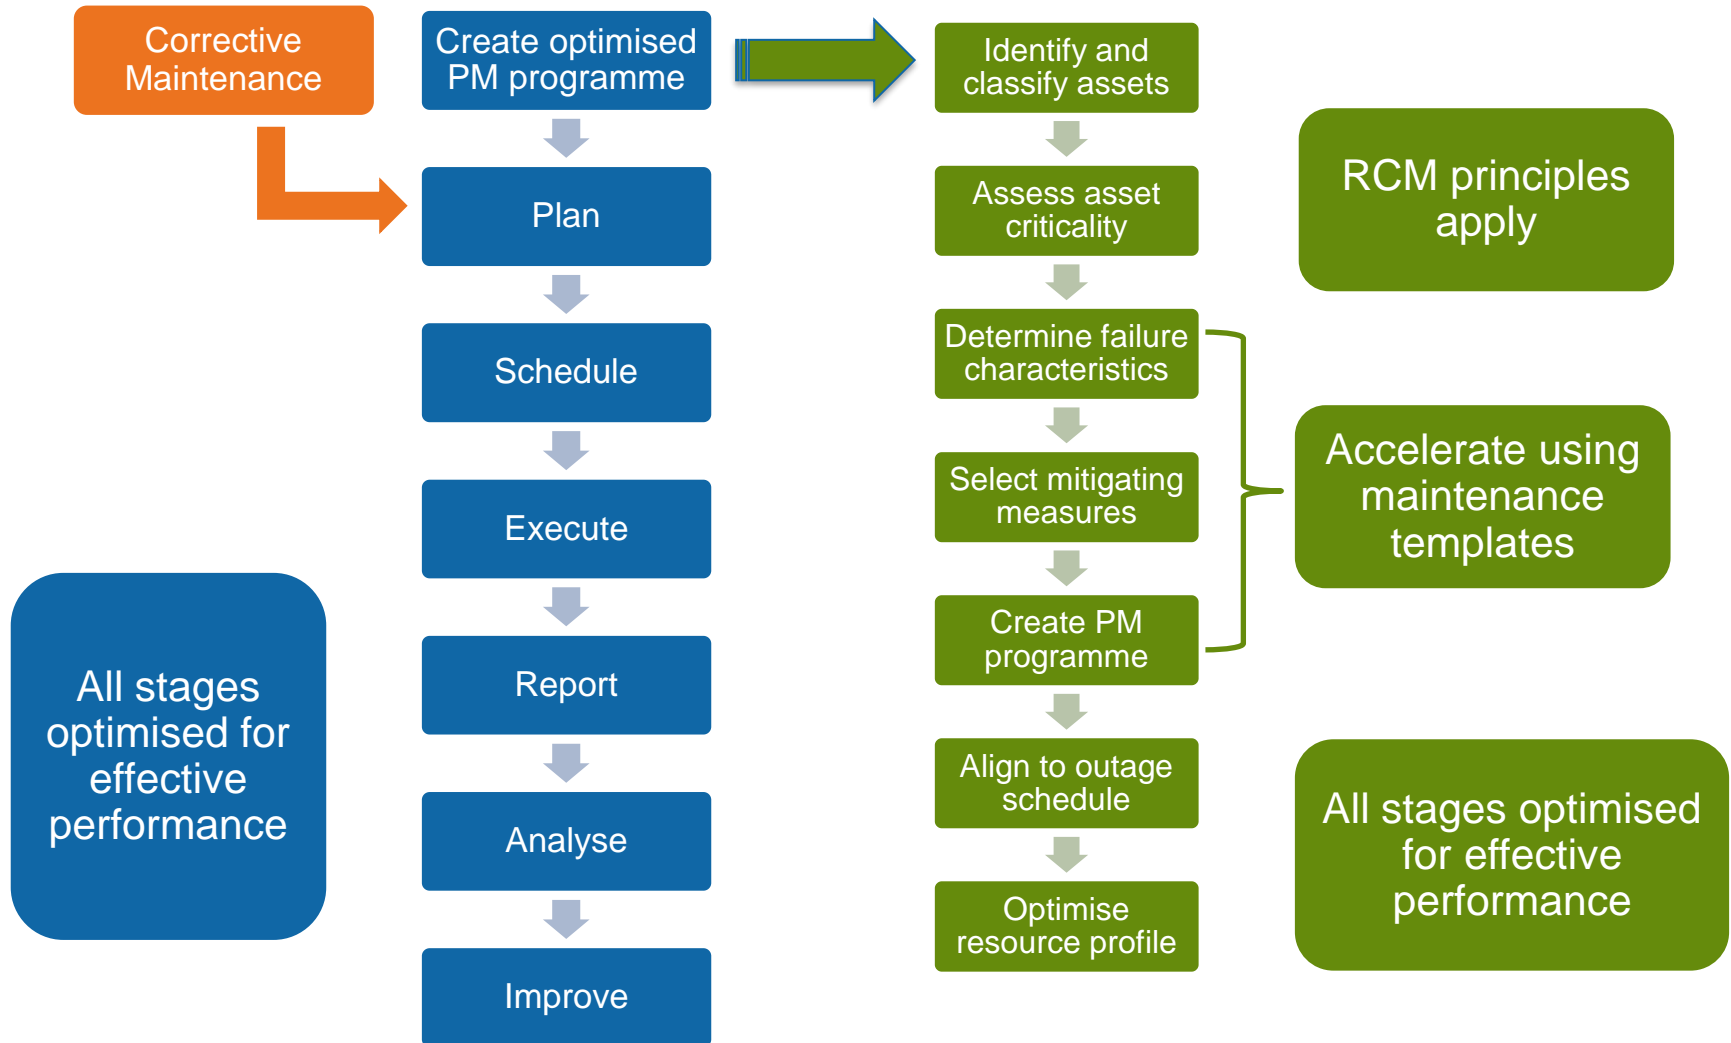 Corrective
Maintenance
Create optimised
PM programme
Plan
Schedule
Execute
Report
Analyse
Improve
All stages
optimised for
effective
performance
Identify and
classify assets
Assess asset
criticality
Determine failure
characteristics
Select mitigating
measures
Create PM
programme
Align to outage
schedule
Optimise
resource profile
RCM principles
apply
Accelerate using
maintenance
templates
All stages optimised
for effective
performance